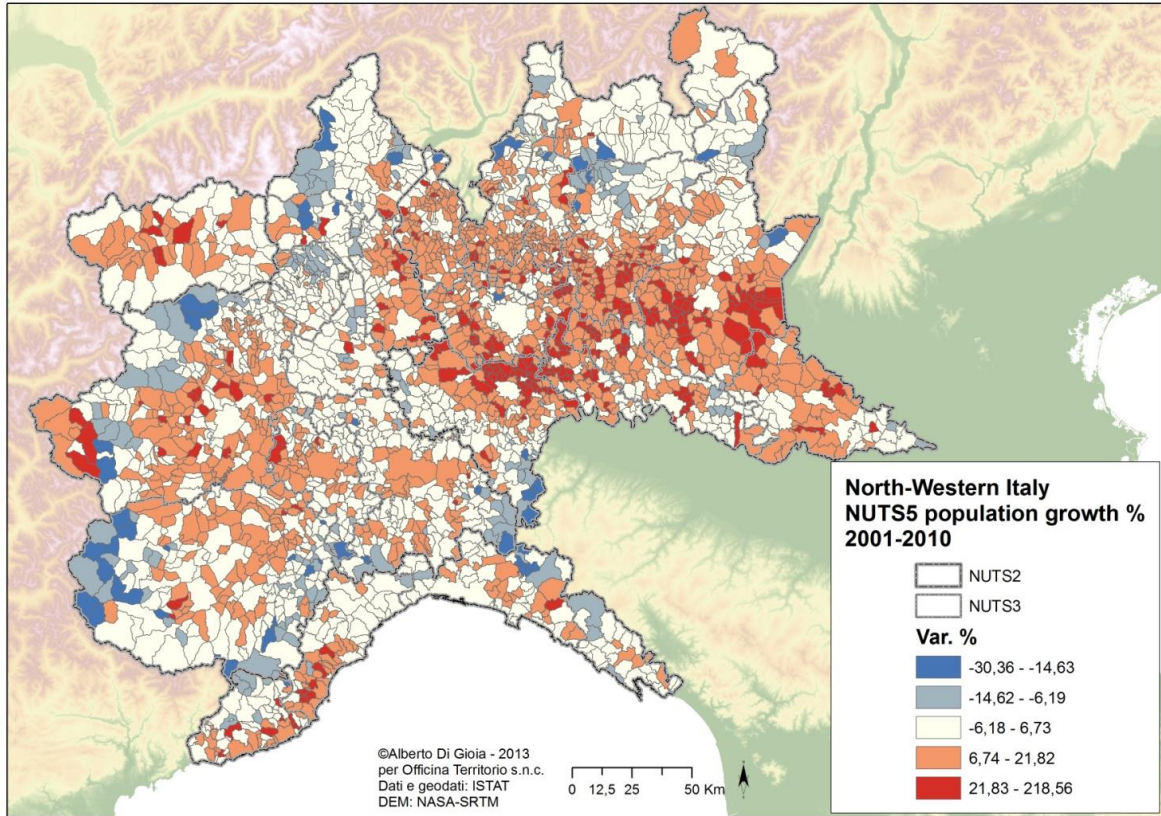 North-Western Italy
NUTS5 population growth %
2001-2010
NUTS2
NUTS3
Var. %
-30,36 - -14,63
-14,62 - -6,19
-6,18 - 6,73
6,74 - 21,82
21,83 - 218,56
©Alberto Di Gioia - 2013
per Officina Territorio s.n.c.
Dati e geodati: ISTAT
DEM: NASA-SRTM
0 12,5 25 50 Km